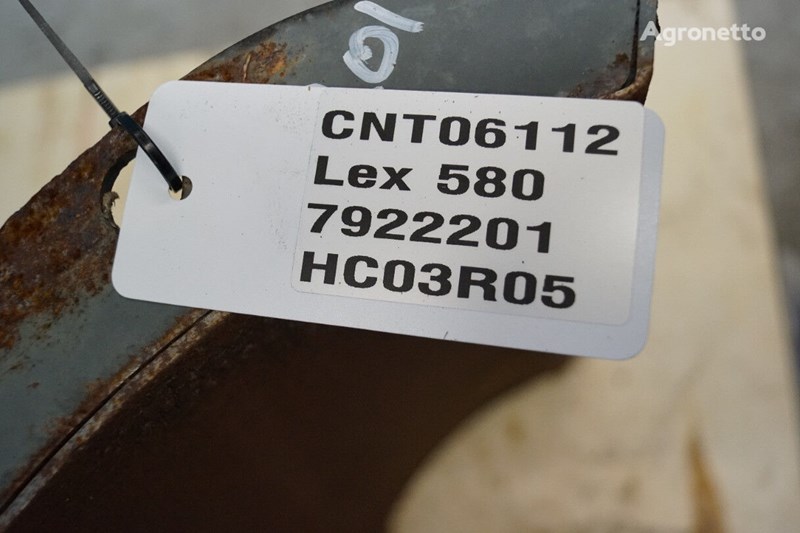 Agronetto
CNT06112
Lex 580
7922201
HC03R05